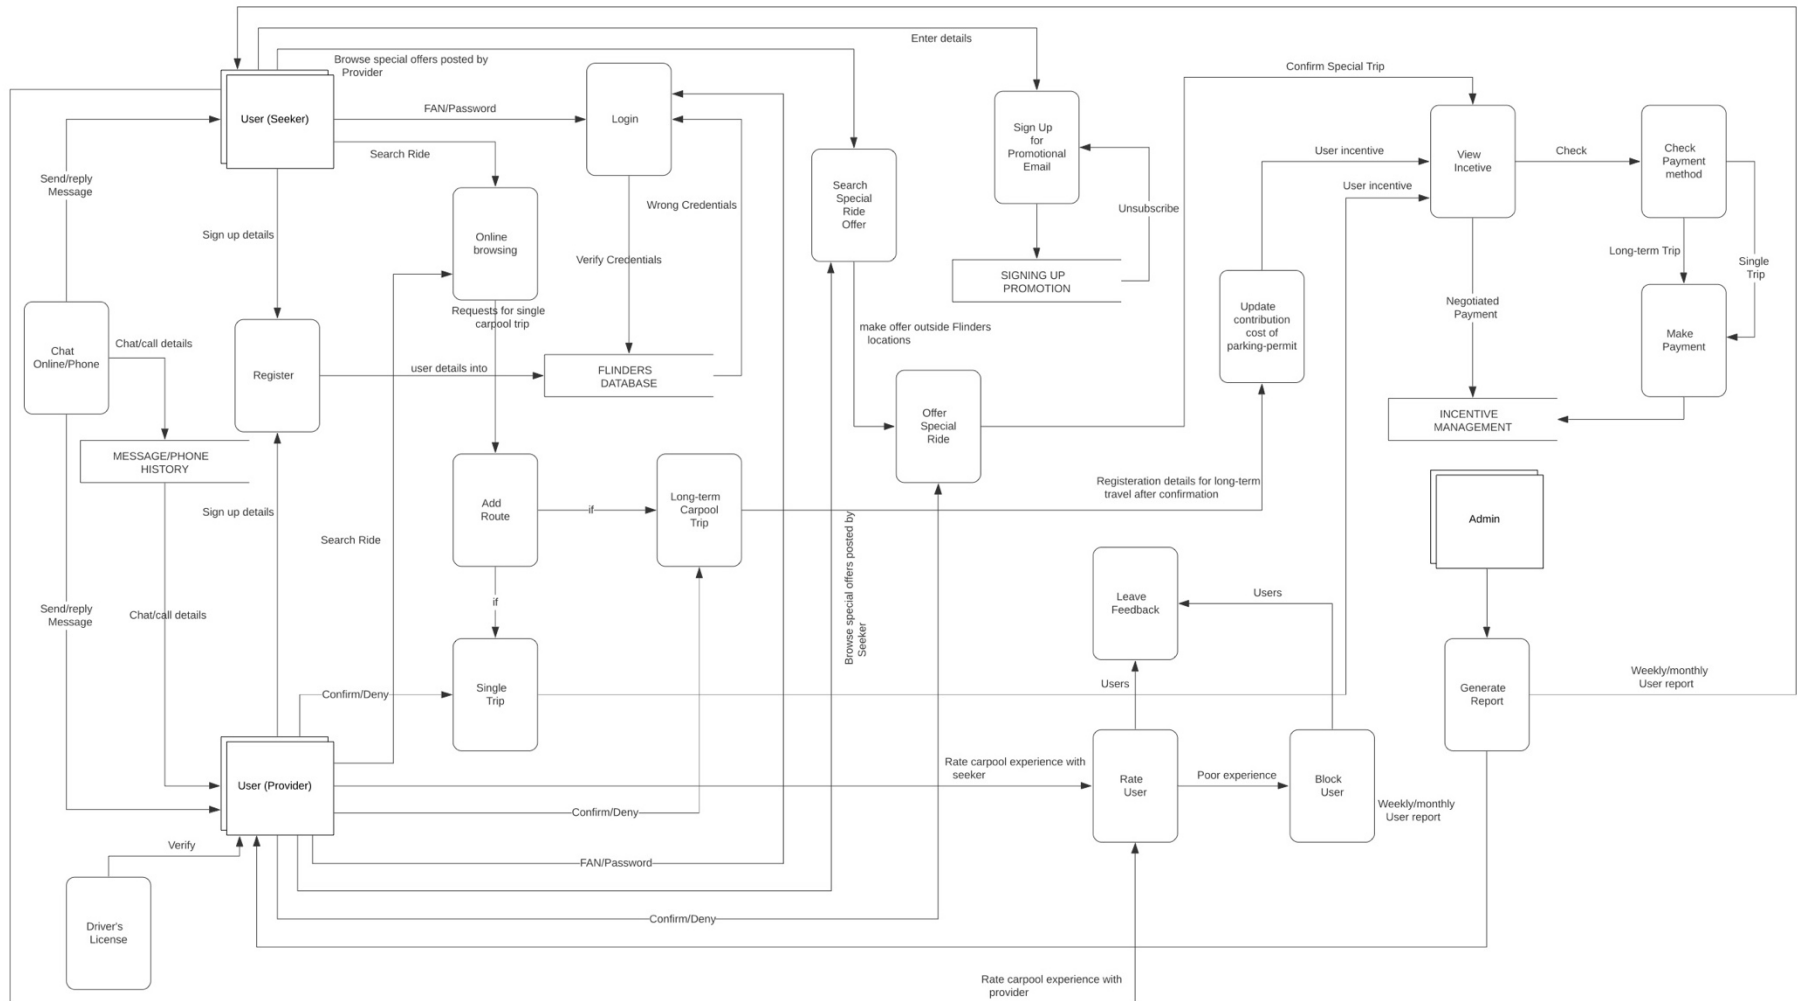 Enter details
Browse special offers posted by
Provider
Confirm Special Trip
User (Seeker)
FAN/Password
Login
Search Ride
Sign Up
for
Promotional
Email
User incentive
View
Incetive
Check
Check
Payment
method
Send/reply
Message
Search
Special
Ride
Offer
User incentive
Wrong Credentials
Unsubscribe
Sign up details
Online
browsing
Verify Credentials
Long-term Trip
Single
Trip
SIGNING UP
PROMOTION
Negotiated
Payment
Requests for single
carpool trip
Update
contribution
cost of
parking-permit
make offer outside Flinders
locations
Make
Payment
Chat/call details
Chat
Online/Phone
Register
user details into
FLINDERS
DATABASE
Offer
Special
Ride
INCENTIVE
MANAGEMENT
MESSAGE/PHONE
HISTORY
Registeration details for long-term
travel after confirmation
Sign up details
Add
Route
if
Long-term
Carpool
Trip
Admin
Search Ride
Browse special offers posted by
Seeker
if
Send/reply
Message
Chat/call details
Leave
Feedback
Users
Users
Confirm/Deny
Single
Trip
Generate
Report
Weekly/monthly
User report
User (Provider)
Rate carpool experience with
seeker
Rate
User
Poor experience
Block
User
Weekly/monthly
User report
Confirm/Deny
Verify
FAN/Password
Confirm/Deny
Driver's
License
Rate carpool experience with
provider